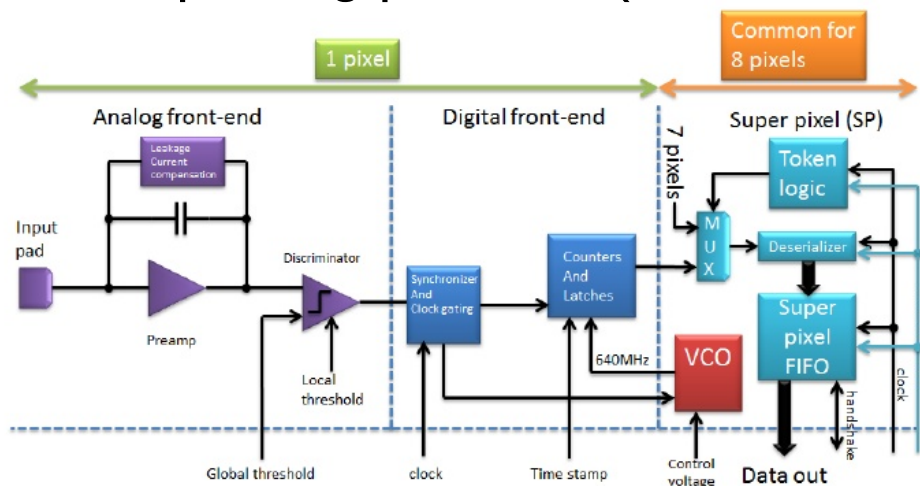 1 pixel
Common for
8 pixels
Analog front-end
Digital front-end
Super pixel (SP)
Leakage
Current
compensation
7 pixels
Token
logic
Input
pad
M
U
X
Deserializer
Discriminator
Counters
And
Latches
Synchronizer
And
Clock gating
Super
pixel
FIFO
Preamp
640MHz
VCO
Local
threshold
clock
handshake
Global threshold
clock
Time stamp
Control
voltage
Data out